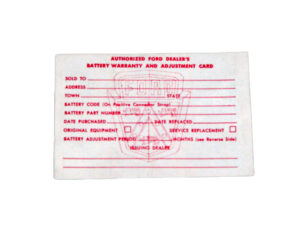 AUTHORIZED FORD DEALER'S
BATTERY WARRANTY AND ADJUSTMENT CARD
SOLD TO
ADDRESS
TOWN STATE
BATTERY CODE (On Positive Connector Strap)
BATTERY PART NUMBER
DATE PURCHASED DATE REPLACED
ORIGINAL EQUIPMENT SERVICE REPLACEMENT
BATTERY ADJUSTMENT PERIOD MONTHS (see Reverse Side)
ISSUING DEALER